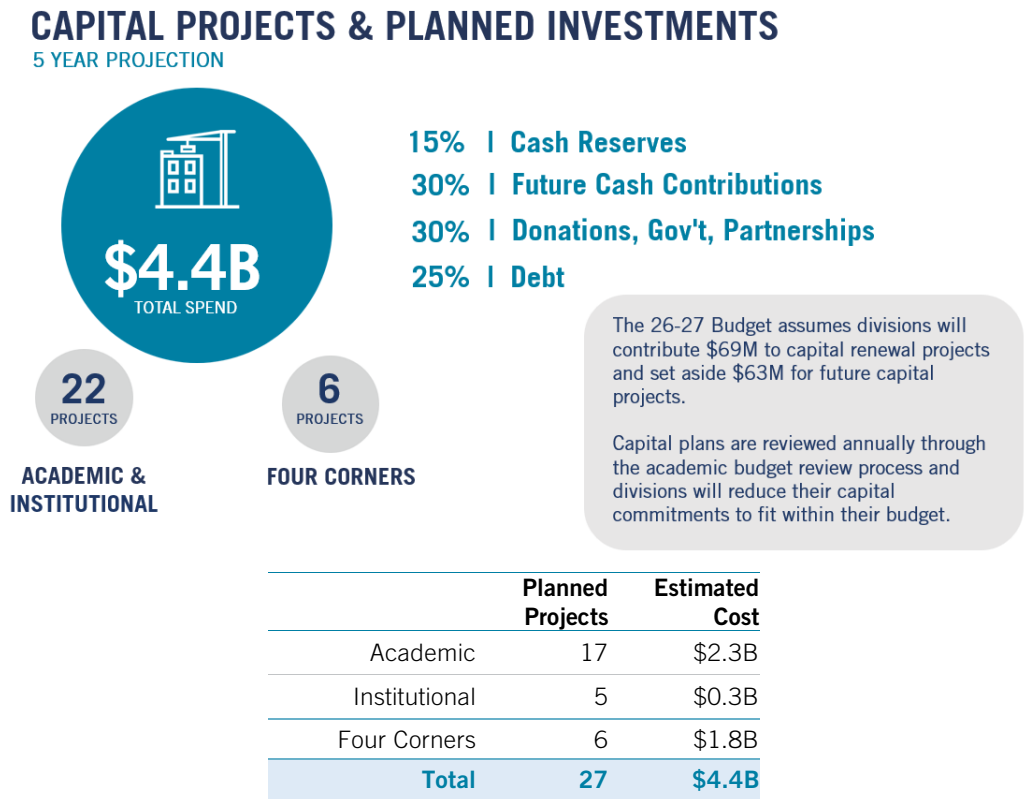 CAPITAL PROJECTS & PLANNED INVESTMENTS
5 YEAR PROJECTION
$4.4B
TOTAL SPEND
15% | Cash Reserves
30% | Future Cash Contributions
30% | Donations, Gov't, Partnerships
25% | Debt
22
PROJECTS
ACADEMIC &
INSTITUTIONAL
6
PROJECTS
FOUR CORNERS
The 26-27 Budget assumes divisions will
contribute $69M to capital renewal projects
and set aside $63M for future capital
projects.
Capital plans are reviewed annually through
the academic budget review process and
divisions will reduce their capital
commitments to fit within their budget.
Planned Estimated
Projects Cost
Academic 17 $2.3B
Institutional 5 $0.3B
Four Corners 6 $1.8B
Total 27 $4.4B